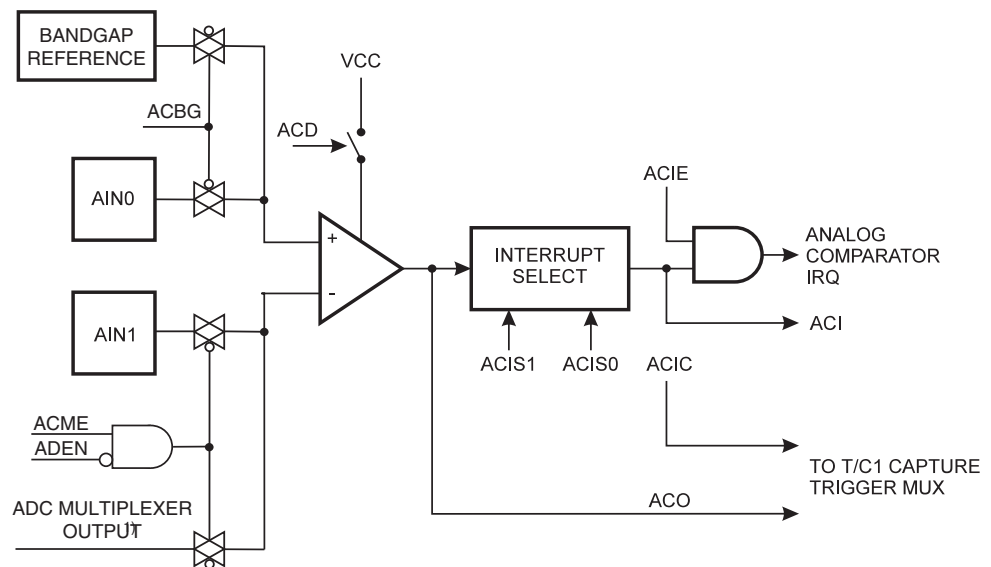 BANDGAP
REFERENCE
VCC
ACBG
ACD
AIN0
ACIE
ANALOG
COMPARATOR
IRQ
+
INTERRUPT
SELECT
-
AIN1
ACI
ACIS1
ACIS0
ACIC
ACME
ADEN
TO T/C1 CAPTURE
TRIGGER MUX
ACO
ADC MULTIPLEXER
OUTPUT
1)